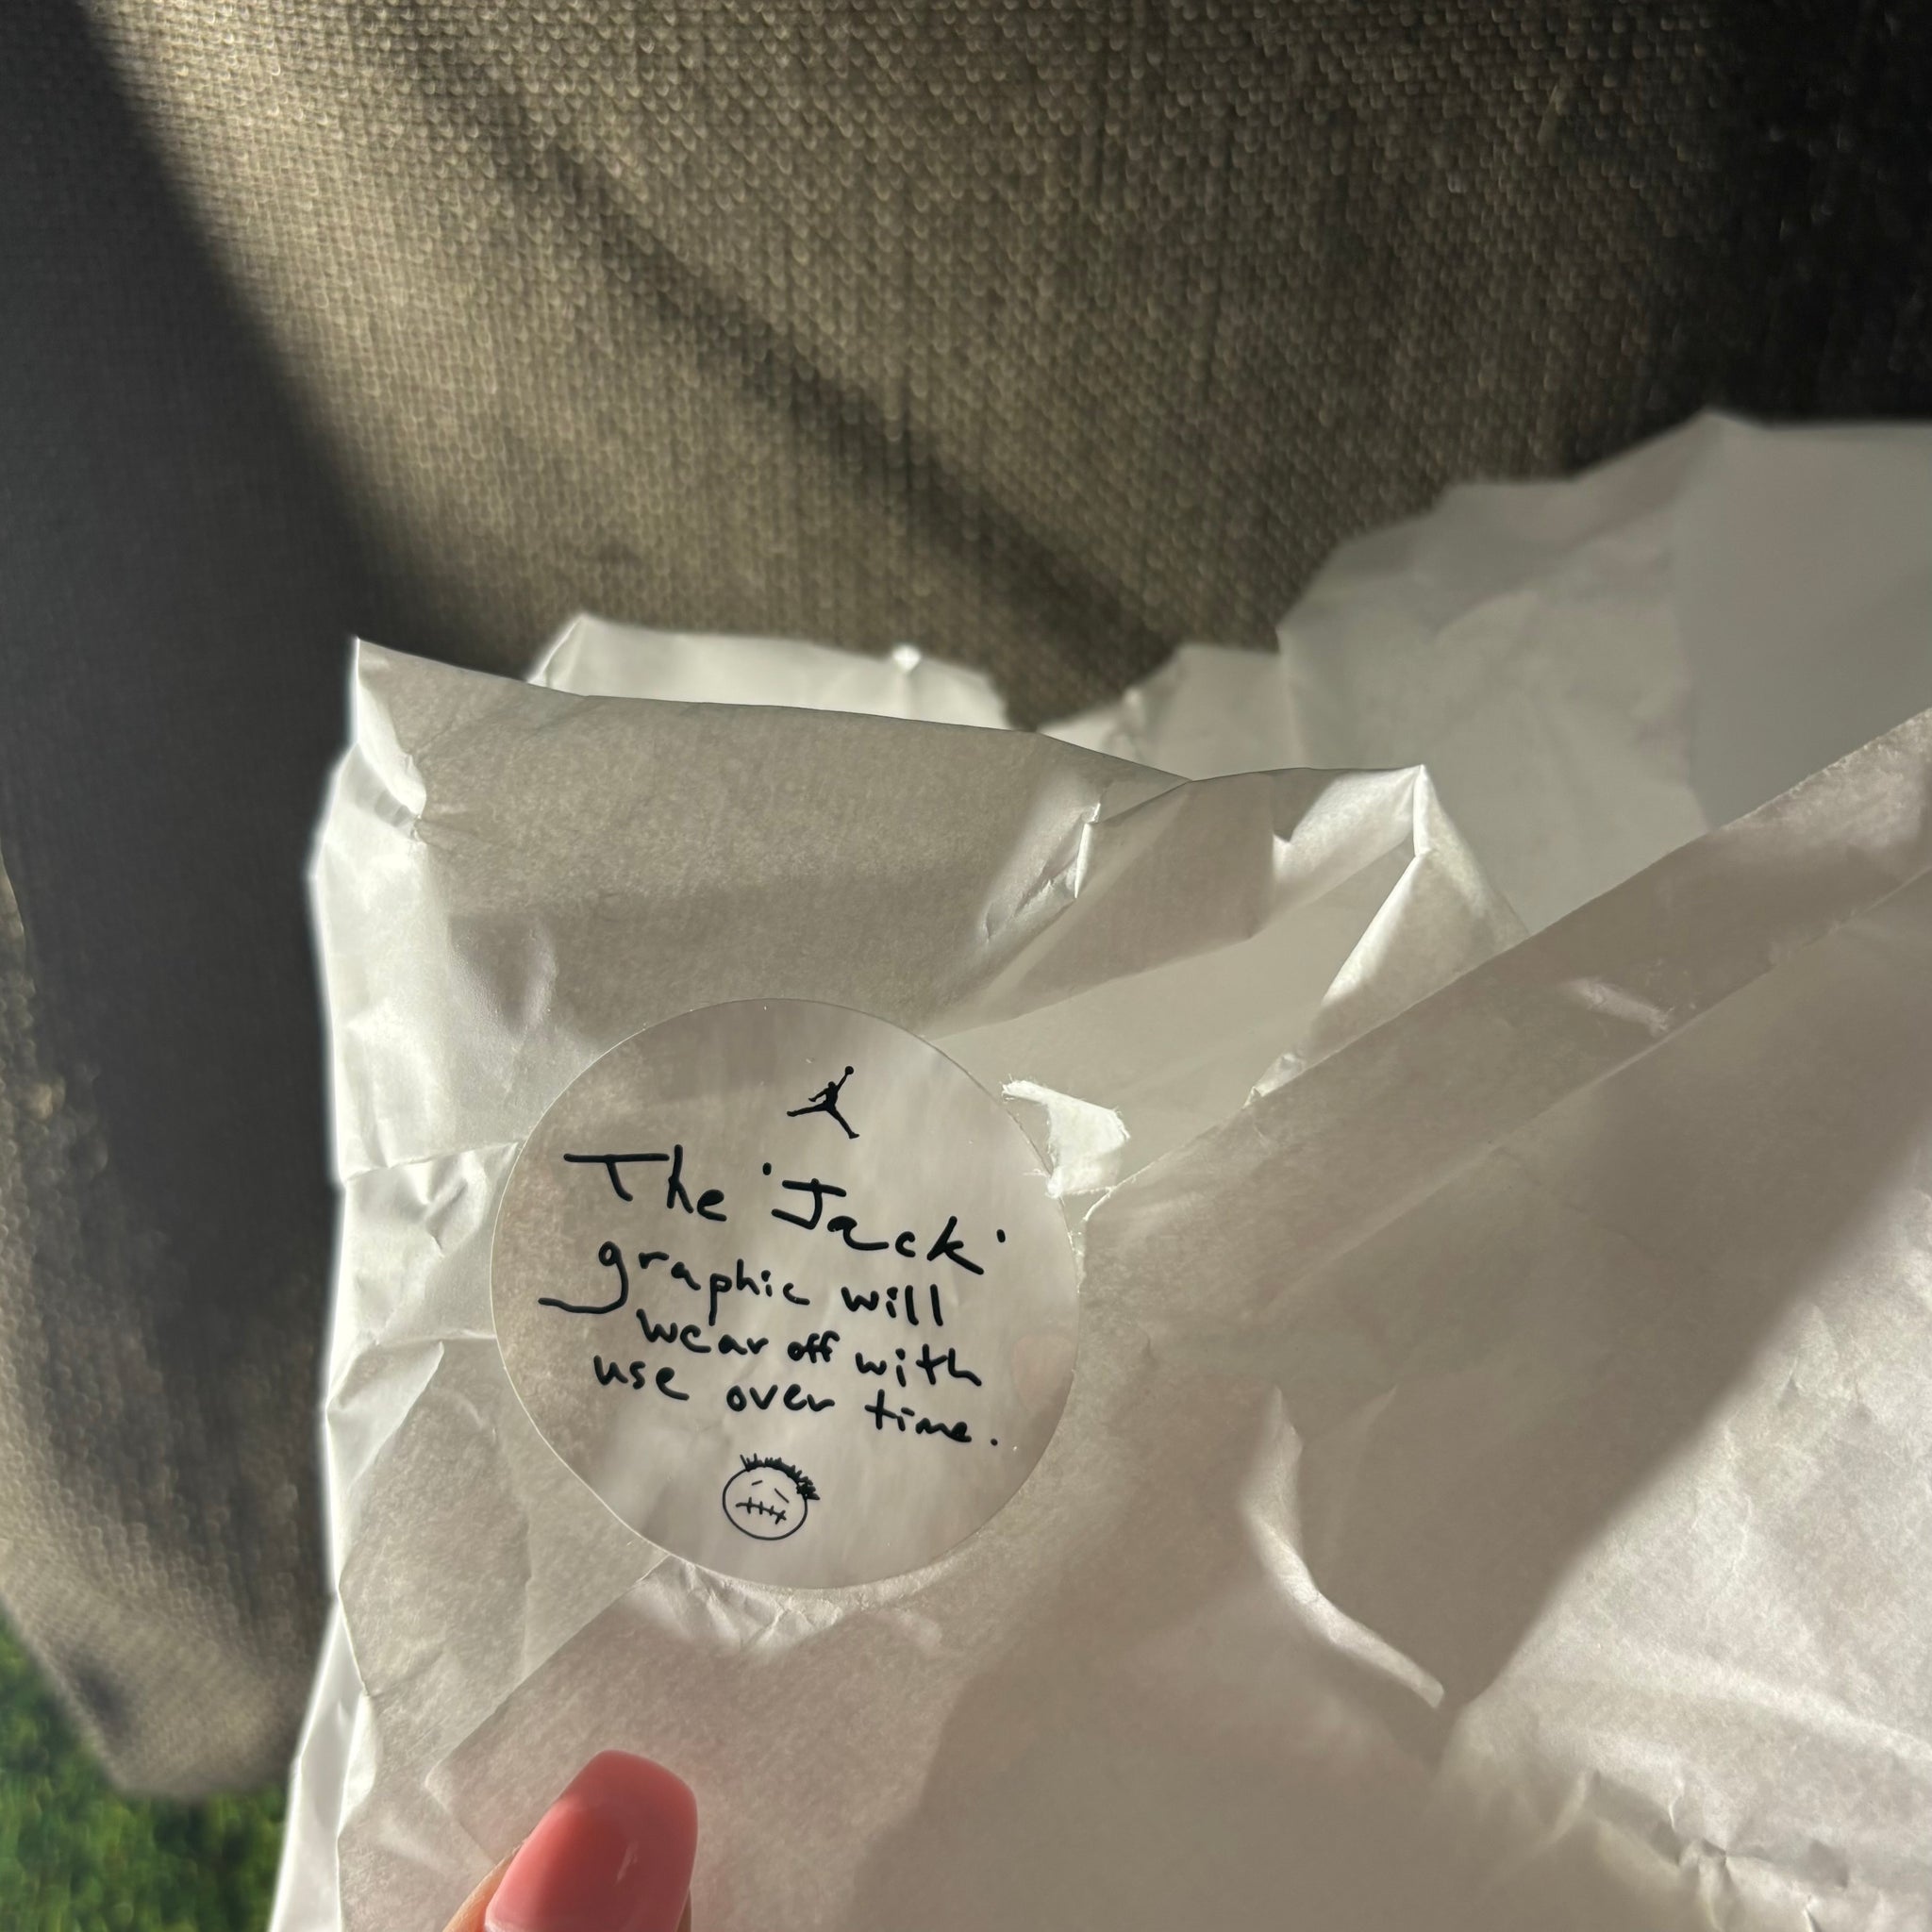 The 'Jack'
graphic will
wear off with
use over time.